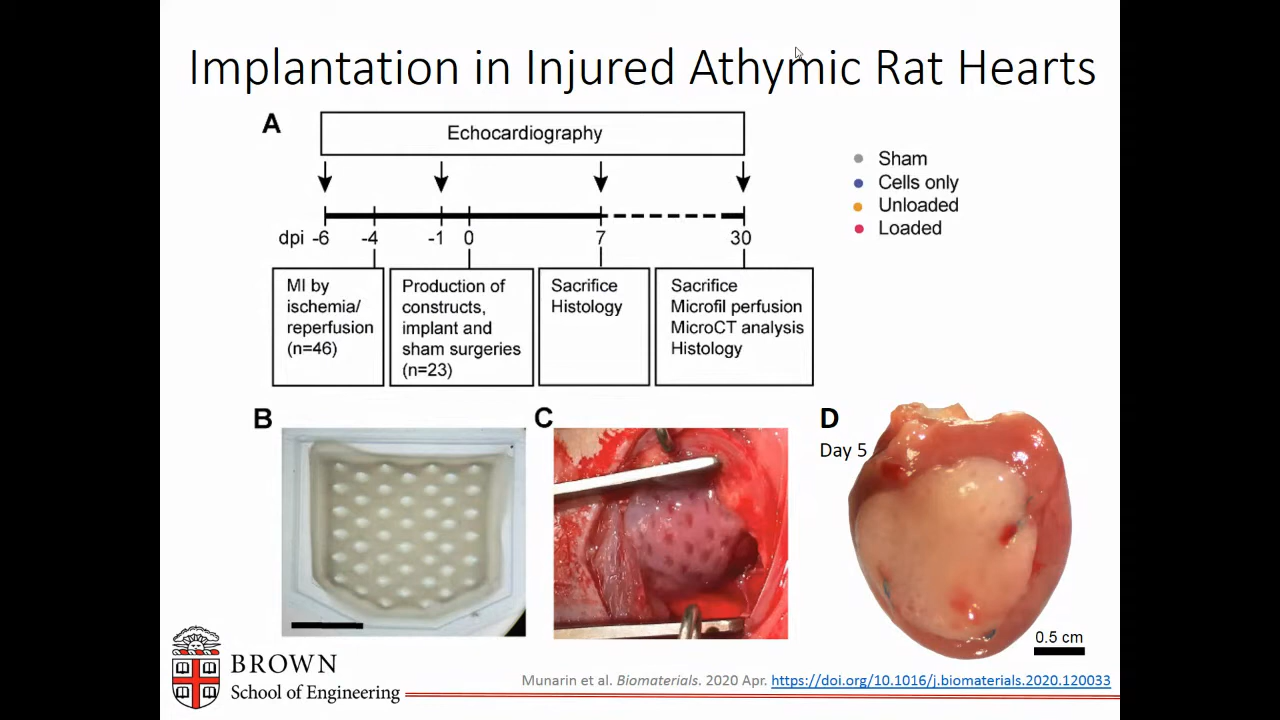 Implantation in Injured Athymic Rat Hearts
A
Echocardiography
Sham
Cells only
Unloaded
Loaded
dpi -6 -4 -1 0 7 30
MI by
ischemia/
reperfusion
(n=46)
Production of
constructs,
implant and
sham surgeries
(n=23)
Sacrifice
Histology
Sacrifice
Microfil perfusion
MicroCT analysis
Histology
B
C
D
Day 5
0.5 cm
BROWN
School of Engineering
Munarin et al. Biomaterials. 2020 Apr. https://doi.org/10.1016/j.biomaterials.2020.120033